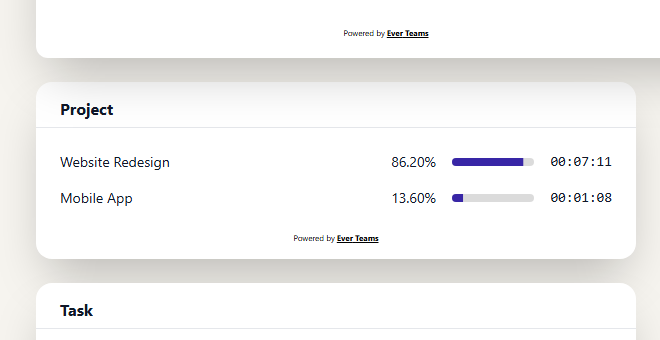 Powered by Ever Teams
Project
Website Redesign 86.20% 00:07:11
Mobile App 13.60% 00:01:08
Powered by Ever Teams
Task